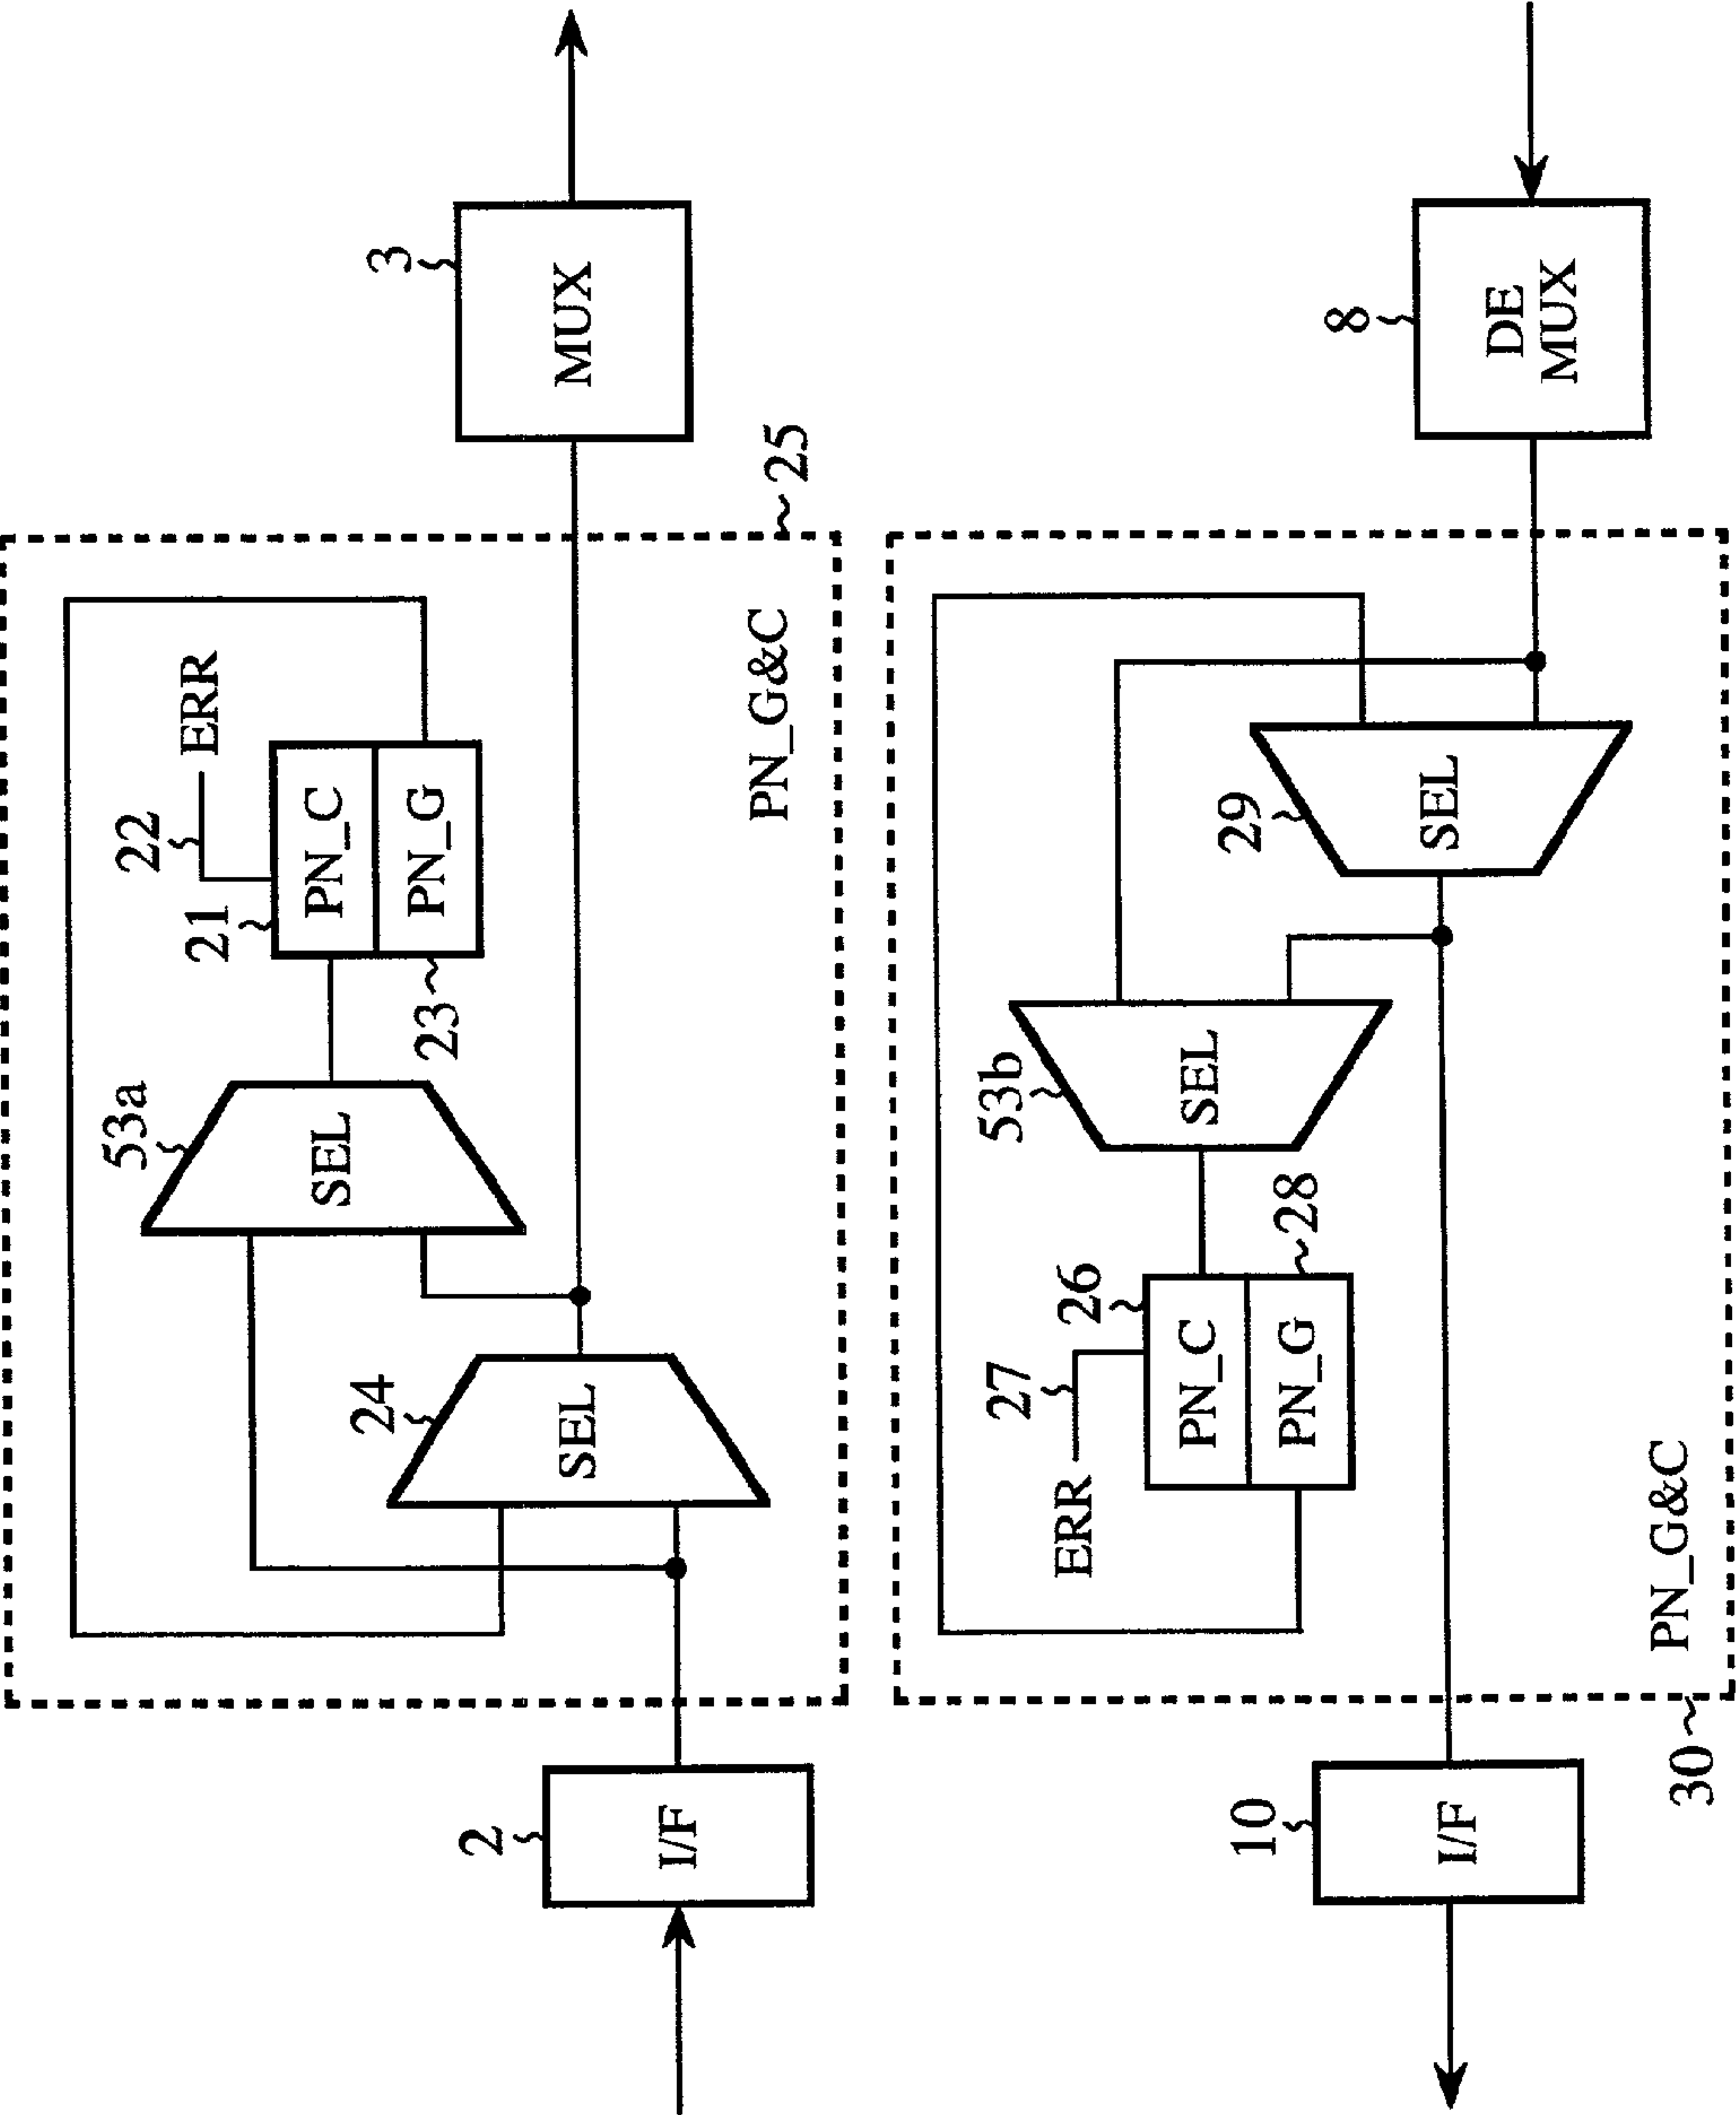 3
MUX
25
PN_G&C
22
ERR
21
PN_C
PN_G
23
53a
SEL
24
SEL
2
I/F
8
DE
MUX
29
SEL
53b
SEL
28
26
27
ERR
PN_C
PN_G
PN_G&C
30
10
I/F